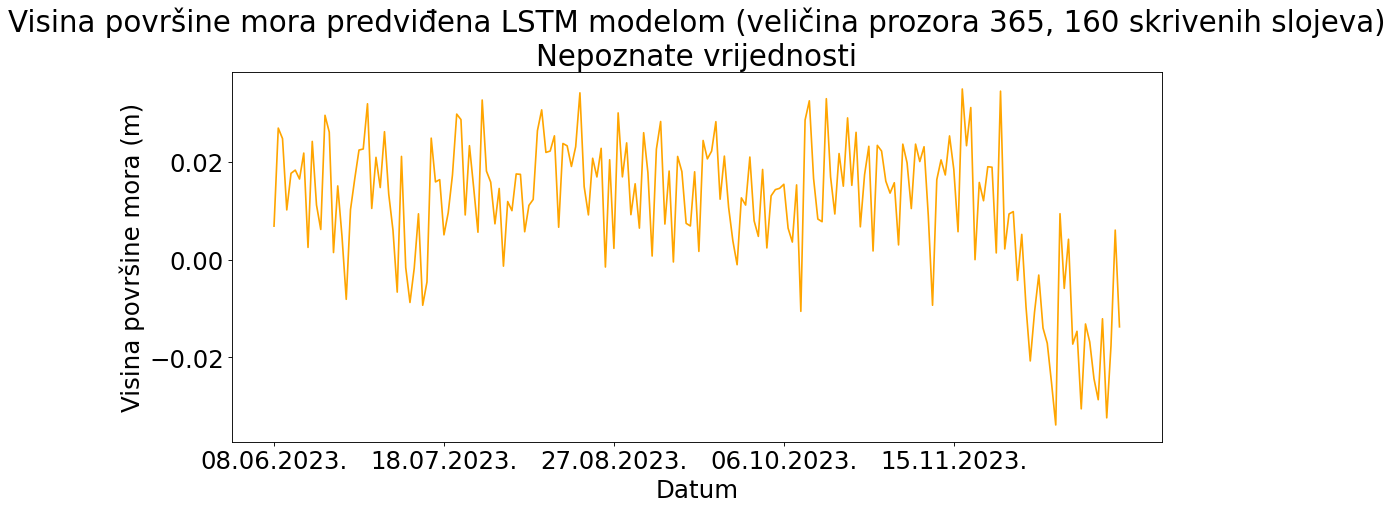 Visina površine mora predviđena LSTM modelom (veličina prozora 365, 160 skrivenih slojeva)
Nepoznate vrijednosti
Visina površine mora (m)
0.02
0.00
−0.02
08.06.2023. 18.07.2023. 27.08.2023. 06.10.2023. 15.11.2023.
Datum